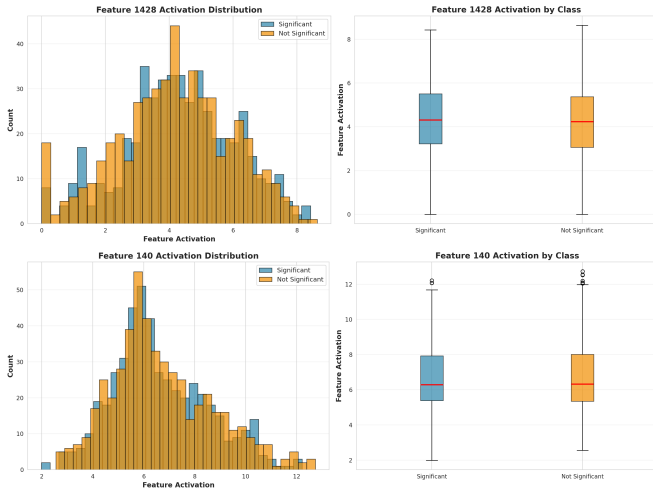 Feature 1428 Activation Distribution
Significant
Not Significant
Count
40
30
20
10
0
0 2 4 6 8
Feature Activation
Feature 1428 Activation by Class
Feature Activation
8
6
4
2
0
Significant Not Significant
Feature 140 Activation Distribution
Significant
Not Significant
Count
50
40
30
20
10
0
2 4 6 8 10 12
Feature Activation
Feature 140 Activation by Class
Feature Activation
12
10
8
6
4
2
Significant Not Significant